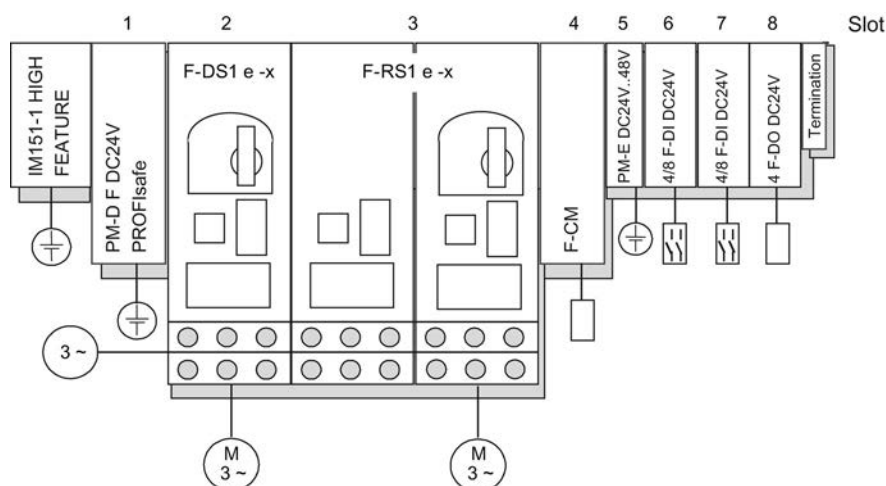 1 2 3 4 5 6 7 8 Slot
IM151-1 HIGH
FEATURE
PM-D F DC24V
PROFIsafe
F-DS1 e -x
F-RS1 e -x
F-CM
PM-E DC24V..48V
4/8 F-DI DC24V
4/8 F-DI DC24V
4 F-DO DC24V
Termination
3 ~
M
3 ~
M
3 ~